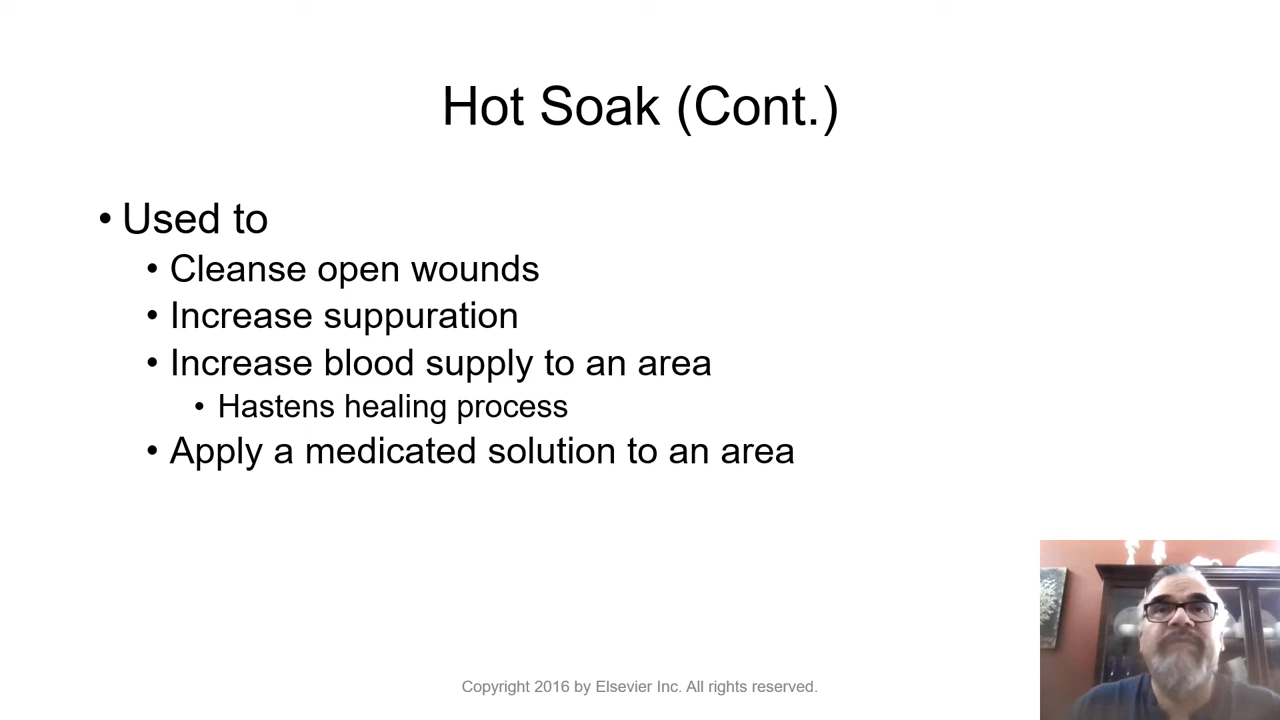 Hot Soak (Cont.)
• Used to
• Cleanse open wounds
• Increase suppuration
• Increase blood supply to an area
• Hastens healing process
• Apply a medicated solution to an area
Copyright 2016 by Elsevier Inc. All rights reserved.